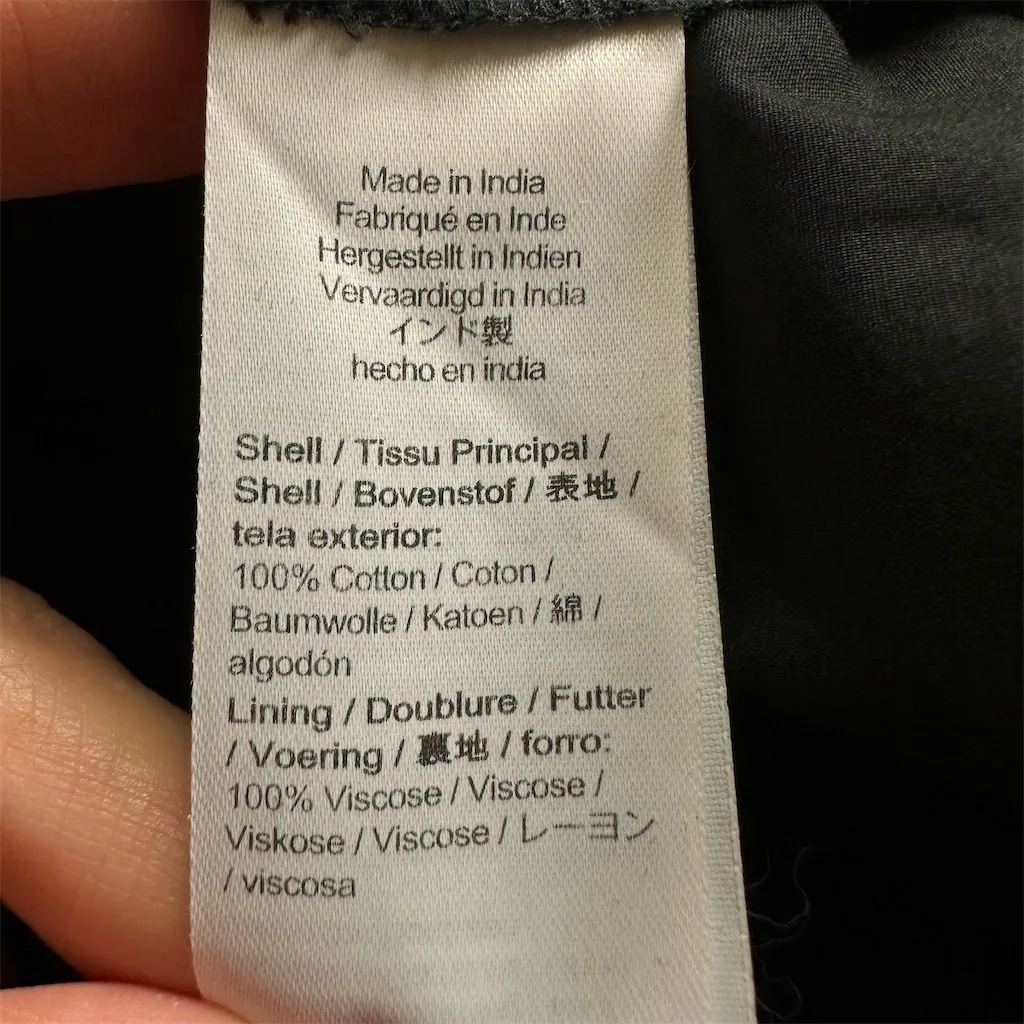 Made in India
Fabriqué en Inde
Hergestellt in Indien
Vervaardigd in India
インド製
hecho en india
Shell / Tissu Principal /
Shell / Bovenstof / 表地 /
tela exterior:
100% Cotton / Coton /
Baumwolle / Katoen / 綿 /
algodón
Lining / Doublure / Futter
/ Voering / 裏地 / forro:
100% Viscose / Viscose /
Viskose / Viscose / レーヨン
/ viscosa